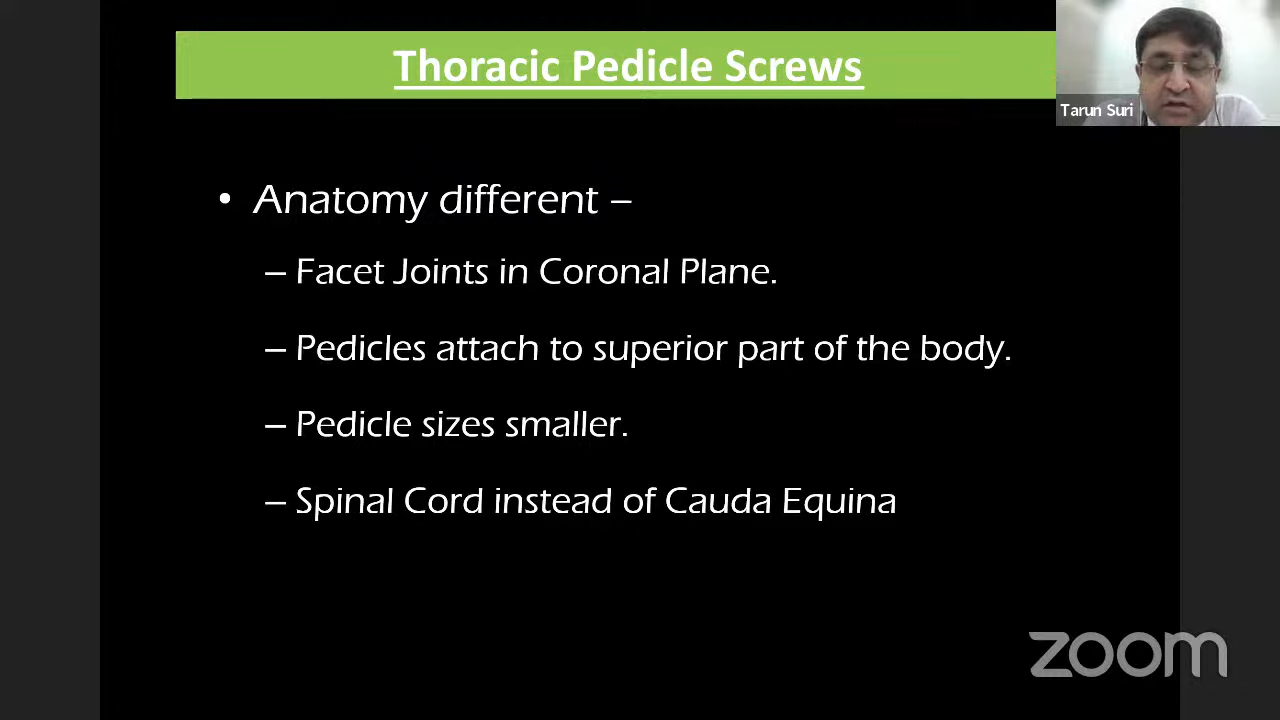 Thoracic Pedicle Screws
Tarun Suri
• Anatomy different –
– Facet Joints in Coronal Plane.
– Pedicles attach to superior part of the body.
– Pedicle sizes smaller.
– Spinal Cord instead of Cauda Equina
zoom